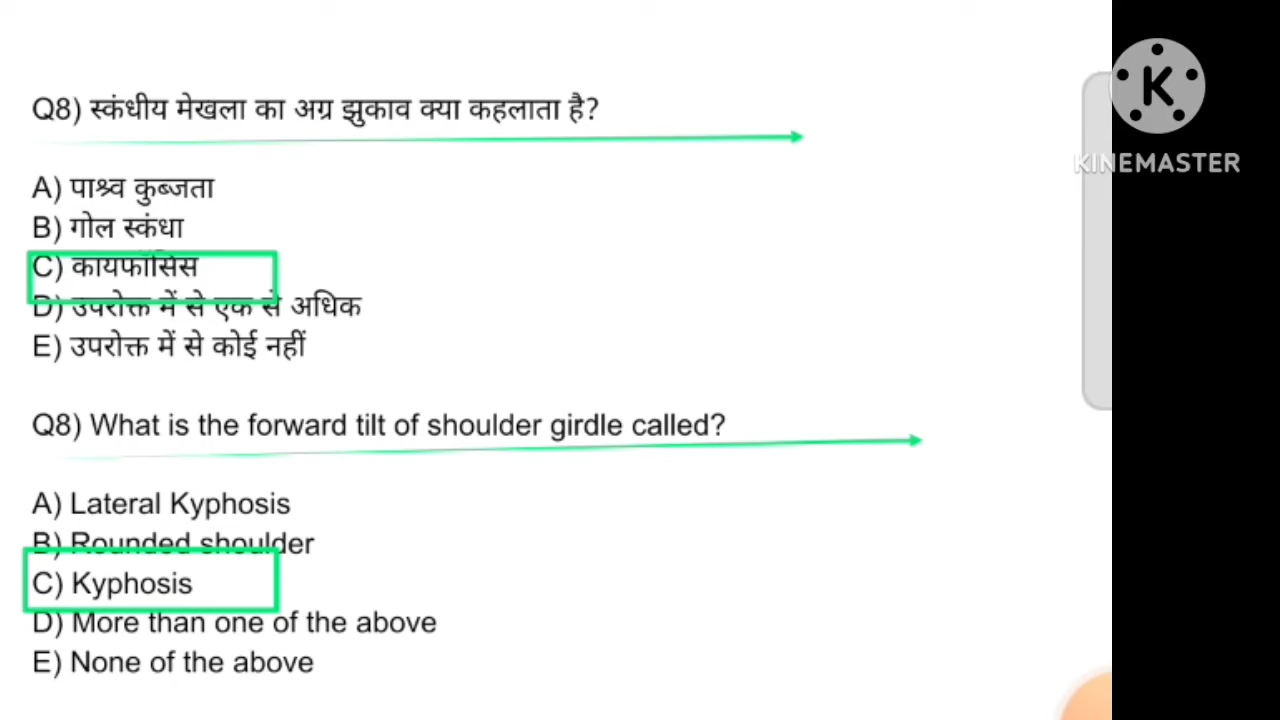 Q8) स्कंधीय मेखला का अग्र झुकाव क्या कहलाता है?
A) पाश्र्व कुब्जता
B) गोल स्कंधा
C) कायफॉसिस
D) उपरोक्त में से एक से अधिक
E) उपरोक्त में से कोई नहीं
Q8) What is the forward tilt of shoulder girdle called?
A) Lateral Kyphosis
B) Rounded shoulder
C) Kyphosis
D) More than one of the above
E) None of the above
K
KINEMASTER